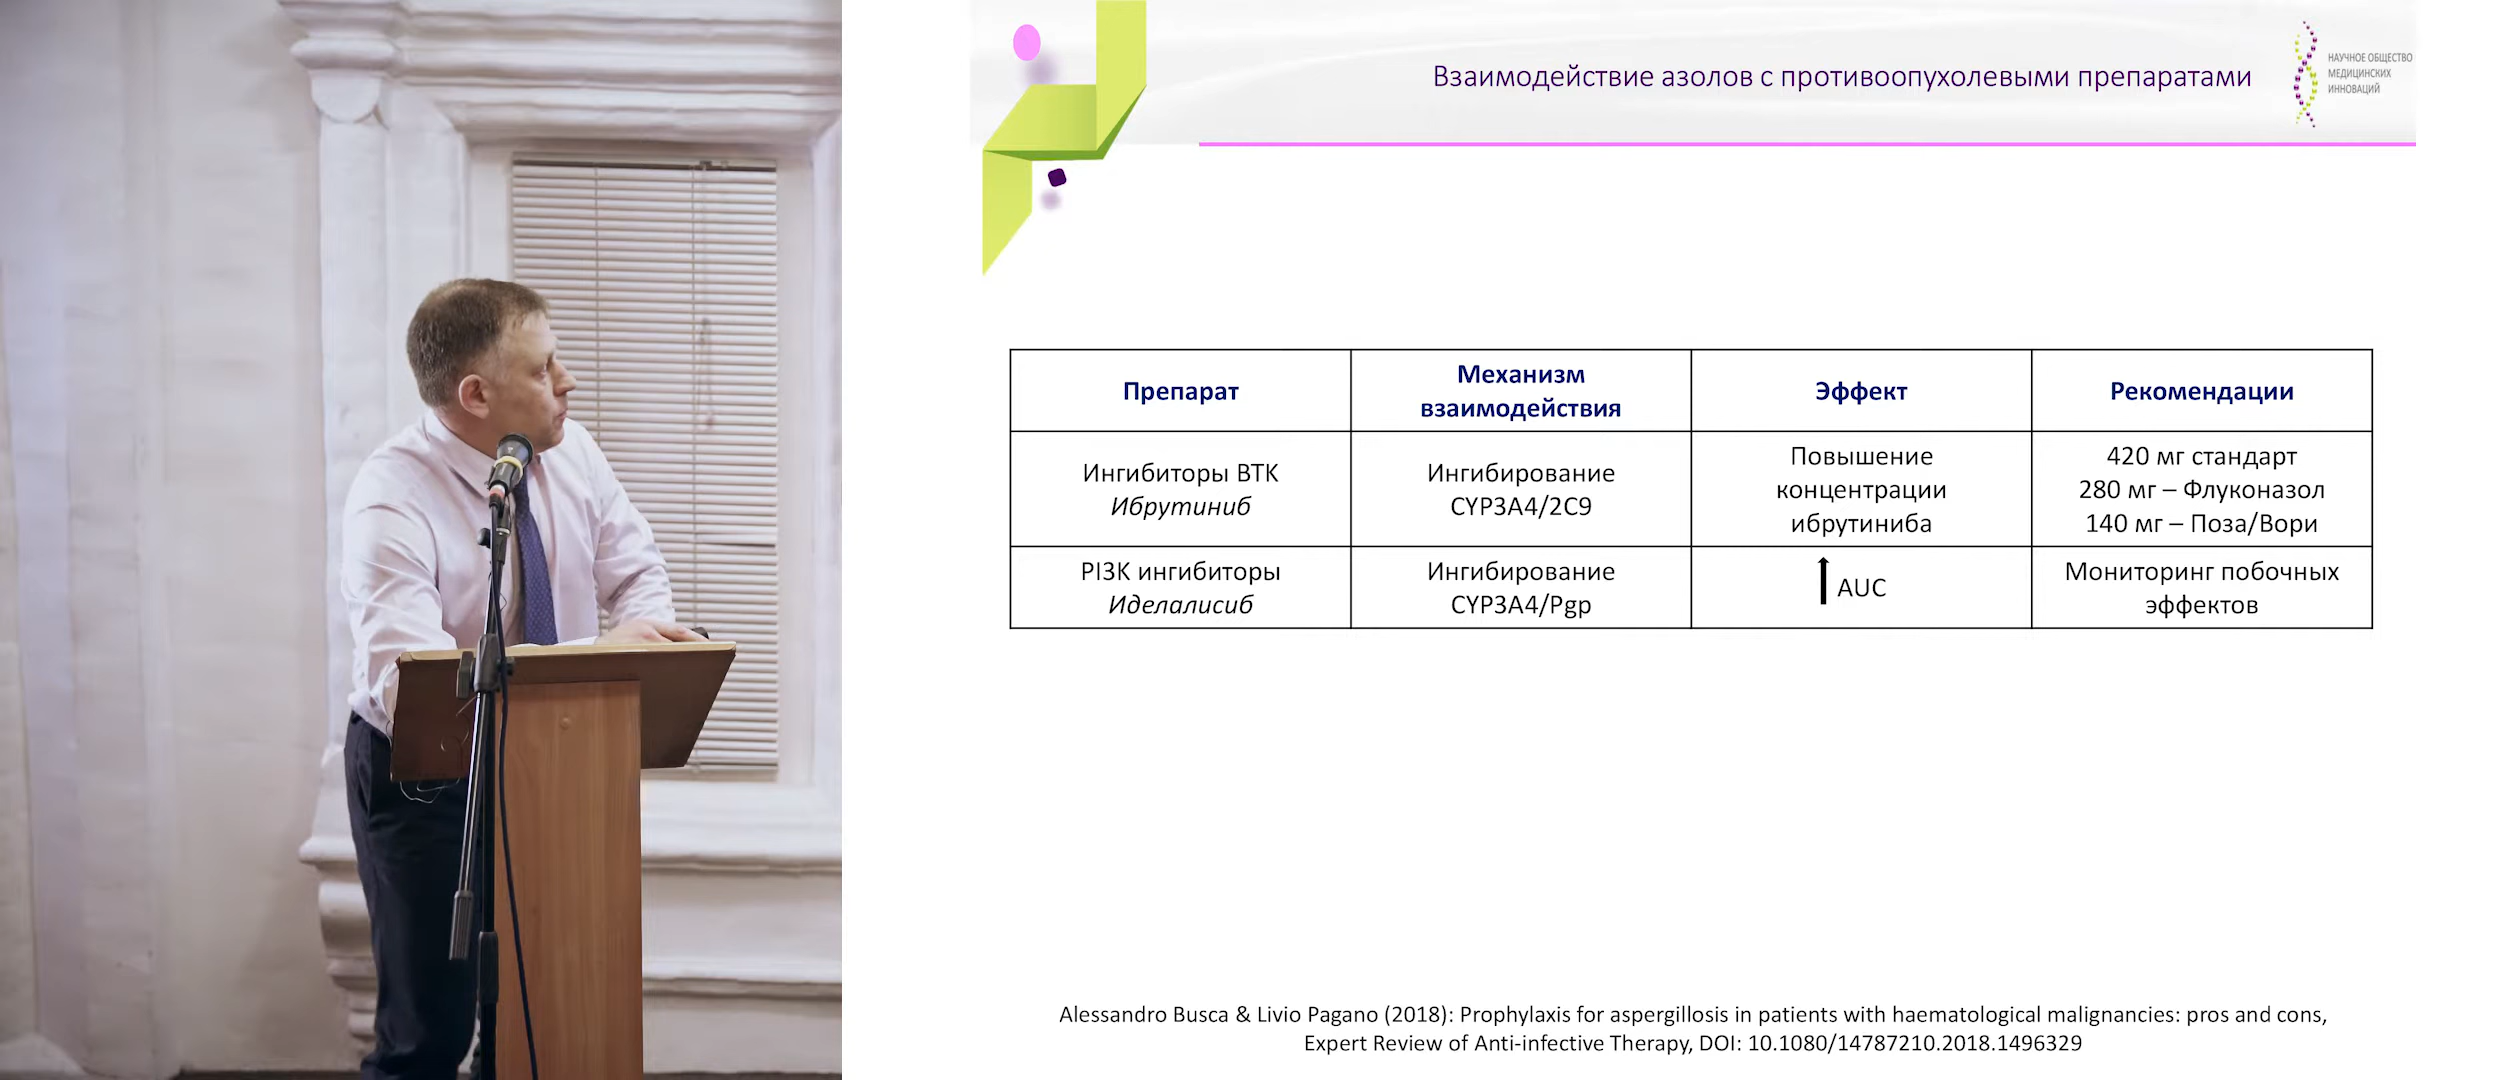 Взаимодействие азолов с противоопухолевыми препаратами
НАУЧНОЕ ОБЩЕСТВО
МЕДИЦИНСКИХ
ИННОВАЦИЙ
Препарат
Механизм
взаимодействия
Эффект
Рекомендации
Ингибиторы BTK
Ибрутиниб
Ингибирование
CYP3A4/2C9
Повышение
концентрации
ибрутиниба
420 мг стандарт
280 мг – Флуконазол
140 мг – Поза/Вори
PI3K ингибиторы
Иделалисиб
Ингибирование
CYP3A4/Pgp
AUC
Мониторинг побочных
эффектов
Alessandro Busca & Livio Pagano (2018): Prophylaxis for aspergillosis in patients with haematological malignancies: pros and cons,
Expert Review of Anti-infective Therapy, DOI: 10.1080/14787210.2018.1496329